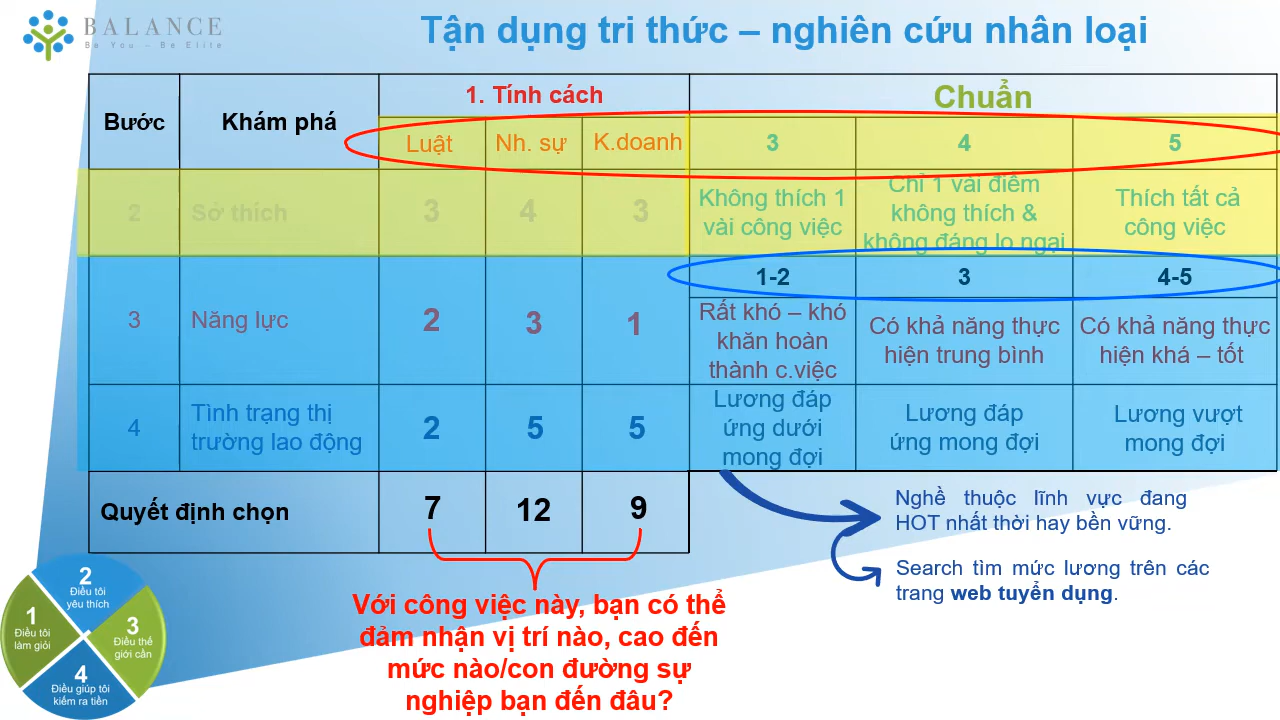 BALANCE
Be You – Be Elite
Tận dụng tri thức – nghiên cứu nhân loại
Bước
Khám phá
1. Tính cách
Chuẩn
Luật
Nh. sự
K.doanh
3
4
5
2
Sở thích
3
4
3
Không thích 1
vài công việc
Chỉ 1 vài điểm
không thích &
không đáng lo ngại
Thích tất cả
công việc
1-2
3
4-5
3
Năng lực
2
3
1
Rất khó – khó
khăn hoàn
thành c.việc
Có khả năng thực
hiện trung bình
Có khả năng thực
hiện khá – tốt
4
Tình trạng thị
trường lao động
2
5
5
Lương đáp
ứng dưới
mong đợi
Lương đáp
ứng mong đợi
Lương vượt
mong đợi
Quyết định chọn
7
12
9
Nghề thuộc lĩnh vực đang
HOT nhất thời hay bền vững.
Search tìm mức lương trên các
trang web tuyển dụng.
Với công việc này, bạn có thể
đảm nhận vị trí nào, cao đến
mức nào/con đường sự
nghiệp bạn đến đâu?
2
Điều tôi
yêu thích
1
Điều tôi
làm giỏi
3
Điều thế
giới cần
4
Điều giúp tôi
kiếm ra tiền